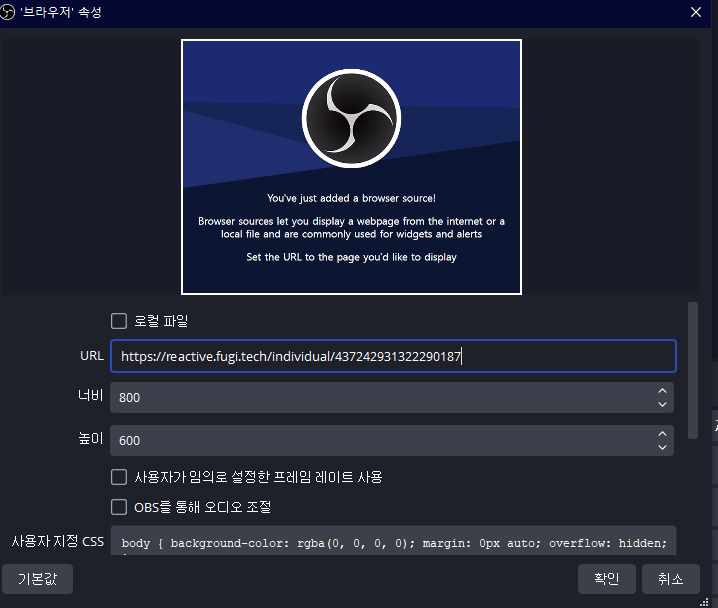 '브라우저' 속성
You've just added a browser source!
Browser sources let you display a webpage from the internet or a
local file and are commonly used for widgets and alerts
Set the URL to the page you'd like to display
로컬 파일
URL https://reactive.fugi.tech/individual/437242931322290187
너비 800
높이 600
사용자가 임의로 설정한 프레임 레이트 사용
OBS를 통해 오디오 조절
사용자 지정 CSS body { background-color: rgba(0, 0, 0, 0); margin: 0px auto; overflow: hidden;
기본값 확인 취소